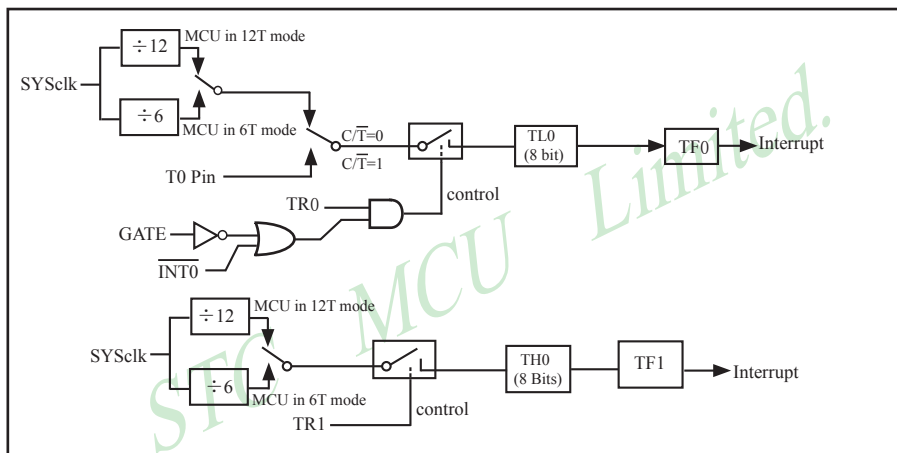 ÷12
MCU in 12T mode
SYSclk
÷6
MCU in 6T mode
C/T̅=0
C/T̅=1
T0 Pin
TL0
(8 bit)
TF0
Interrupt
control
TR0
GATE
I̅N̅T̅0̅
÷12
MCU in 12T mode
SYSclk
÷6
MCU in 6T mode
TH0
(8 Bits)
TF1
Interrupt
control
TR1
STC MCU Limited.